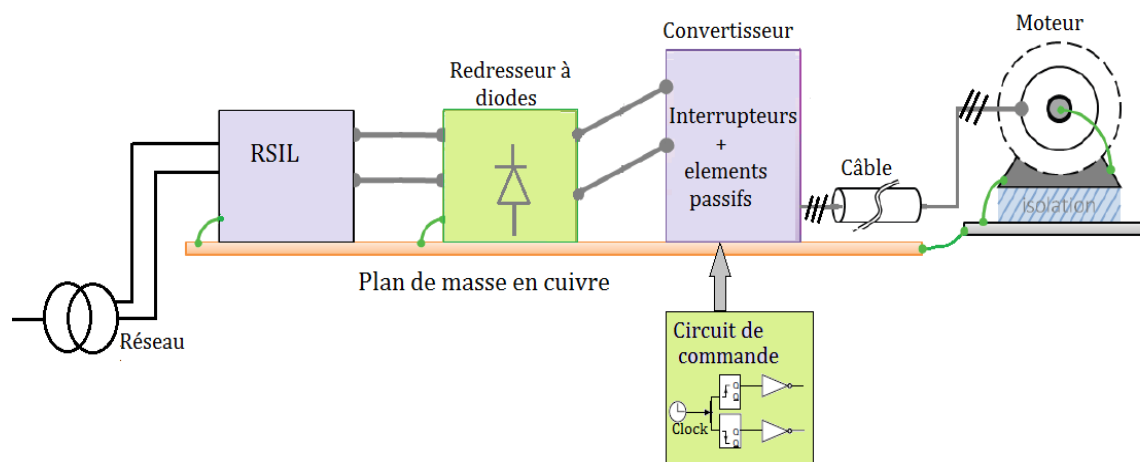 Convertisseur
Moteur
Redresseur à
diodes
RSIL
Interrupteurs
+
elements
passifs
Câble
isolation
Plan de masse en cuivre
Réseau
Circuit de
commande
Q
Q
Q
Q
Clock